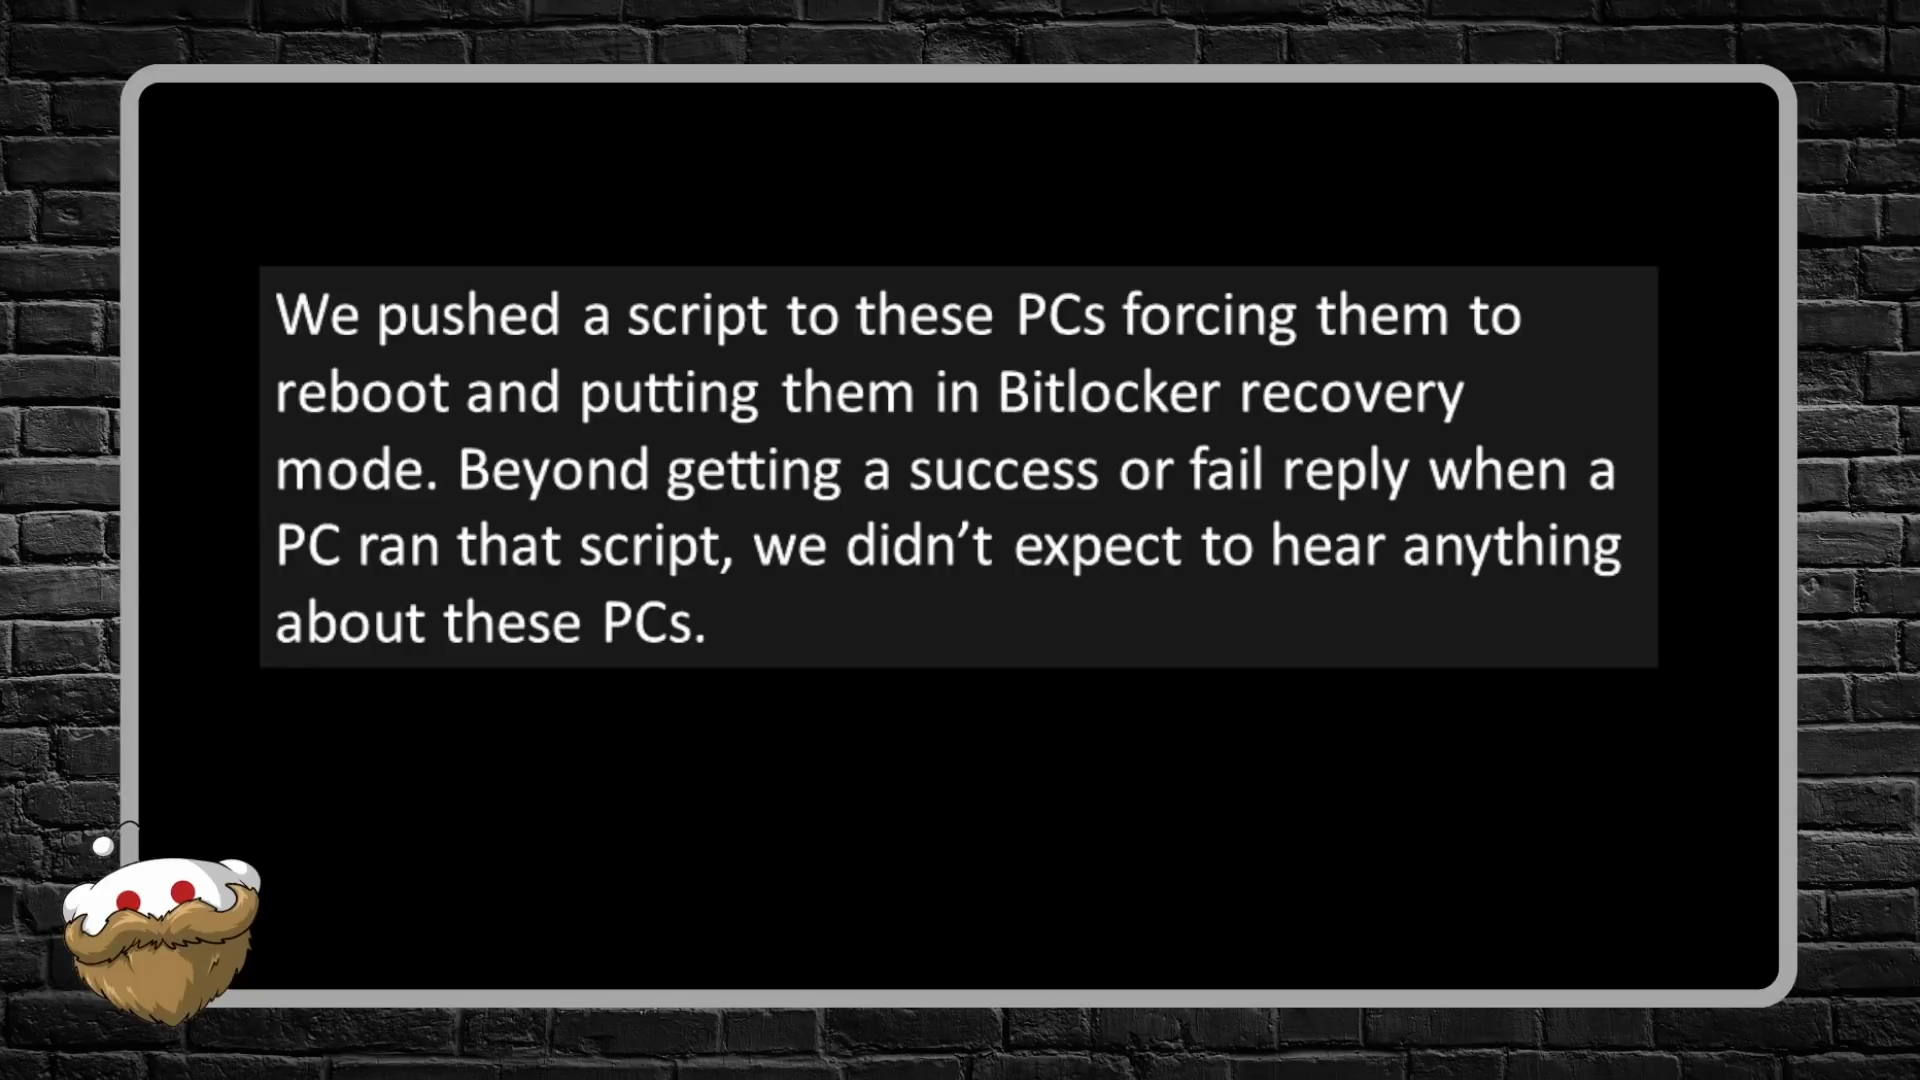 We pushed a script to these PCs forcing them to
reboot and putting them in Bitlocker recovery
mode. Beyond getting a success or fail reply when a
PC ran that script, we didn’t expect to hear anything
about these PCs.